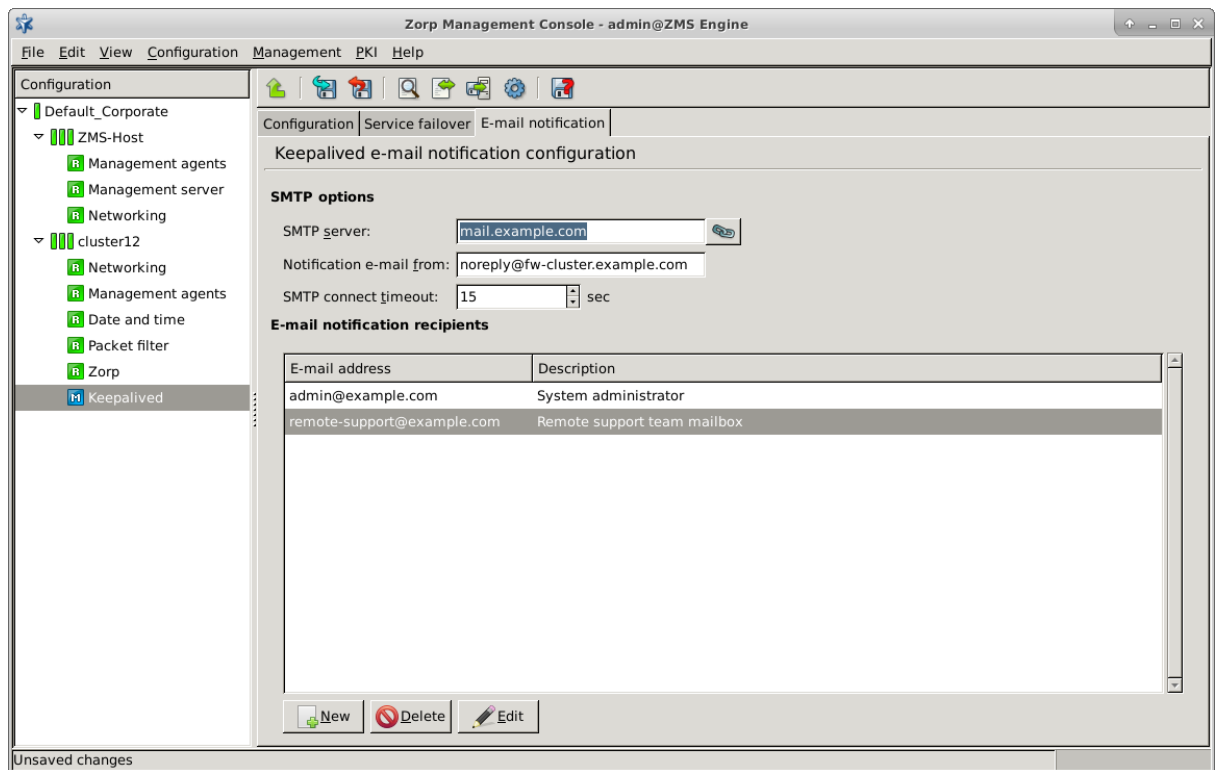 Zorp Management Console - admin@ZMS Engine
File Edit View Configuration Management PKI Help
Configuration
Default_Corporate
ZMS-Host
R Management agents
R Management server
R Networking
cluster12
R Networking
R Management agents
R Date and time
R Packet filter
R Zorp
M Keepalived
Configuration Service failover E-mail notification
Keepalived e-mail notification configuration
SMTP options
SMTP server: mail.example.com
Notification e-mail from: noreply@fw-cluster.example.com
SMTP connect timeout: 15 sec
E-mail notification recipients
E-mail address Description
admin@example.com System administrator
remote-support@example.com Remote support team mailbox
New Delete Edit
Unsaved changes